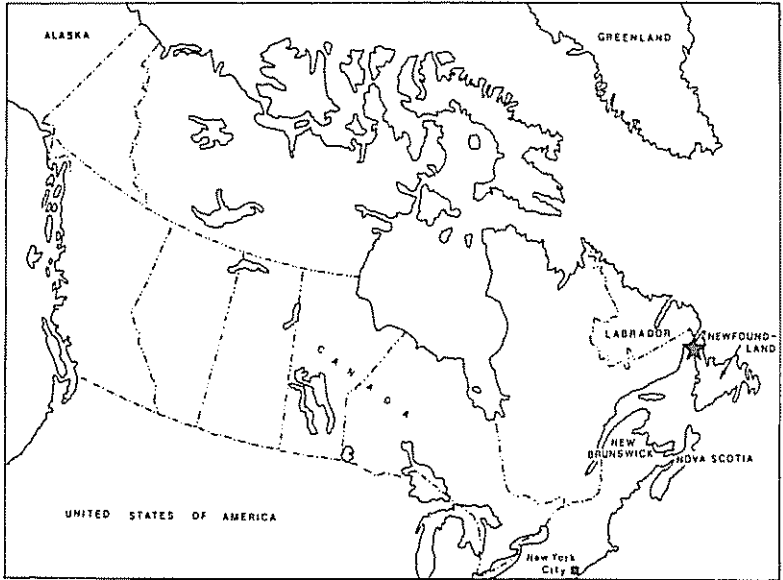 ALASKA
GREENLAND
LABRADOR
NEWFOUND-
LAND
CANADA
NEW
BRUNSWICK
NOVA SCOTIA
UNITED STATES OF AMERICA
New York
City